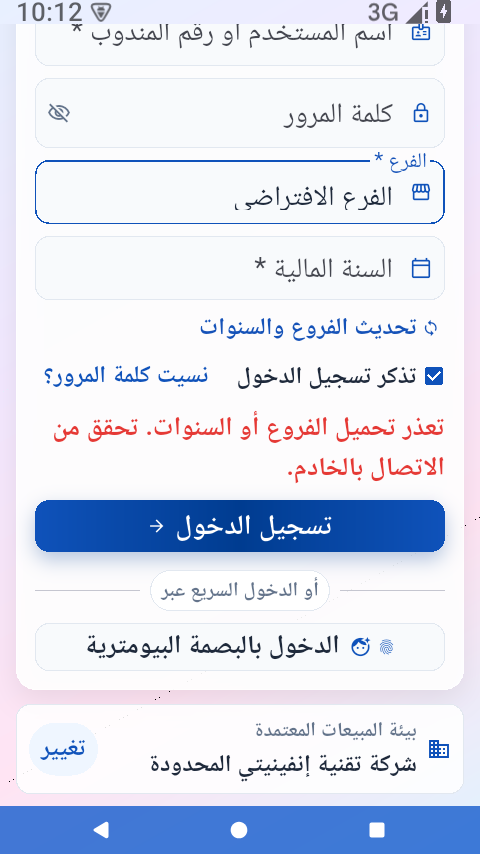 10:12 3G
اسم المستخدم أو رقم المندوب *
كلمة المرور
الفرع *
الفرع الافتراضي
السنة المالية *
تحديث الفروع والسنوات
تذكر تسجيل الدخول نسيت كلمة المرور؟
تعذر تحميل الفروع أو السنوات. تحقق من
الاتصال بالخادم.
تسجيل الدخول →
أو الدخول السريع عبر
الدخول بالبصمة البيومترية
بيئة المبيعات المعتمدة
شركة تقنية إنفينيتي المحدودة
تغيير